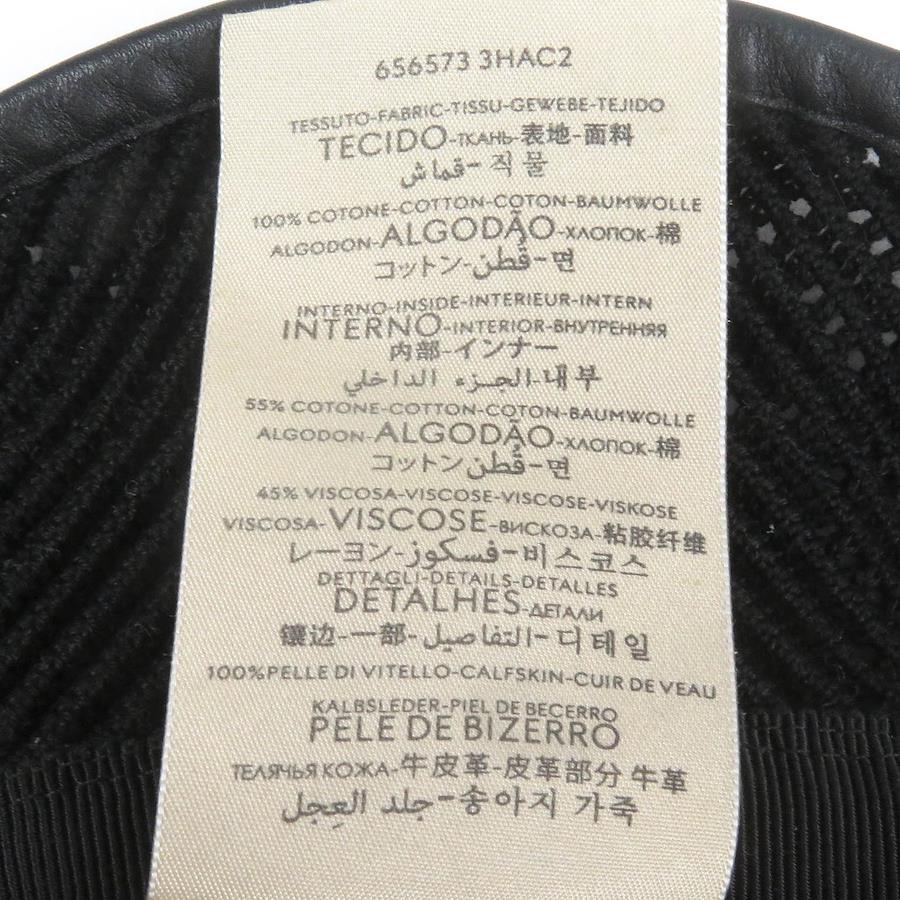 656573 3HAC2
TESSUTO-FABRIC-TISSU-GEWEBE-TEJIDO
TECIDO-ТКАНЬ-表地-面料
قماش-직물
100% COTONE-COTTON-COTON-BAUMWOLLE
ALGODON-ALGODÃO-ХЛОПОК-棉
コットン-قُطن-면
INTERNO-INSIDE-INTERIEUR-INTERN
INTERNO-INTERIOR-ВНУТРЕННЯЯ
内部-インナー
الجزء الداخلي-내부
55% COTONE-COTTON-COTON-BAUMWOLLE
ALGODON-ALGODÃO-ХЛОПОК-棉
コットン-قُطن-면
45% VISCOSA-VISCOSE-VISCOSE-VISKOSE
VISCOSA-VISCOSE-ВИСКОЗА-粘胶纤维
レーヨン-فسكوز-비스코스
DETTAGLI-DETAILS-DETALLES
DETALHES-ДЕТАЛИ
镶边-一部-التفاصيل-디테일
100%PELLE DI VITELLO-CALFSKIN-CUIR DE VEAU
KALBSLEDER-PIEL DE BECERRO
PELE DE BIZERRO
ТЕЛЯЧЬЯ КОЖА-牛皮革-皮革部分 牛革
جلد العِجل-송아지 가죽